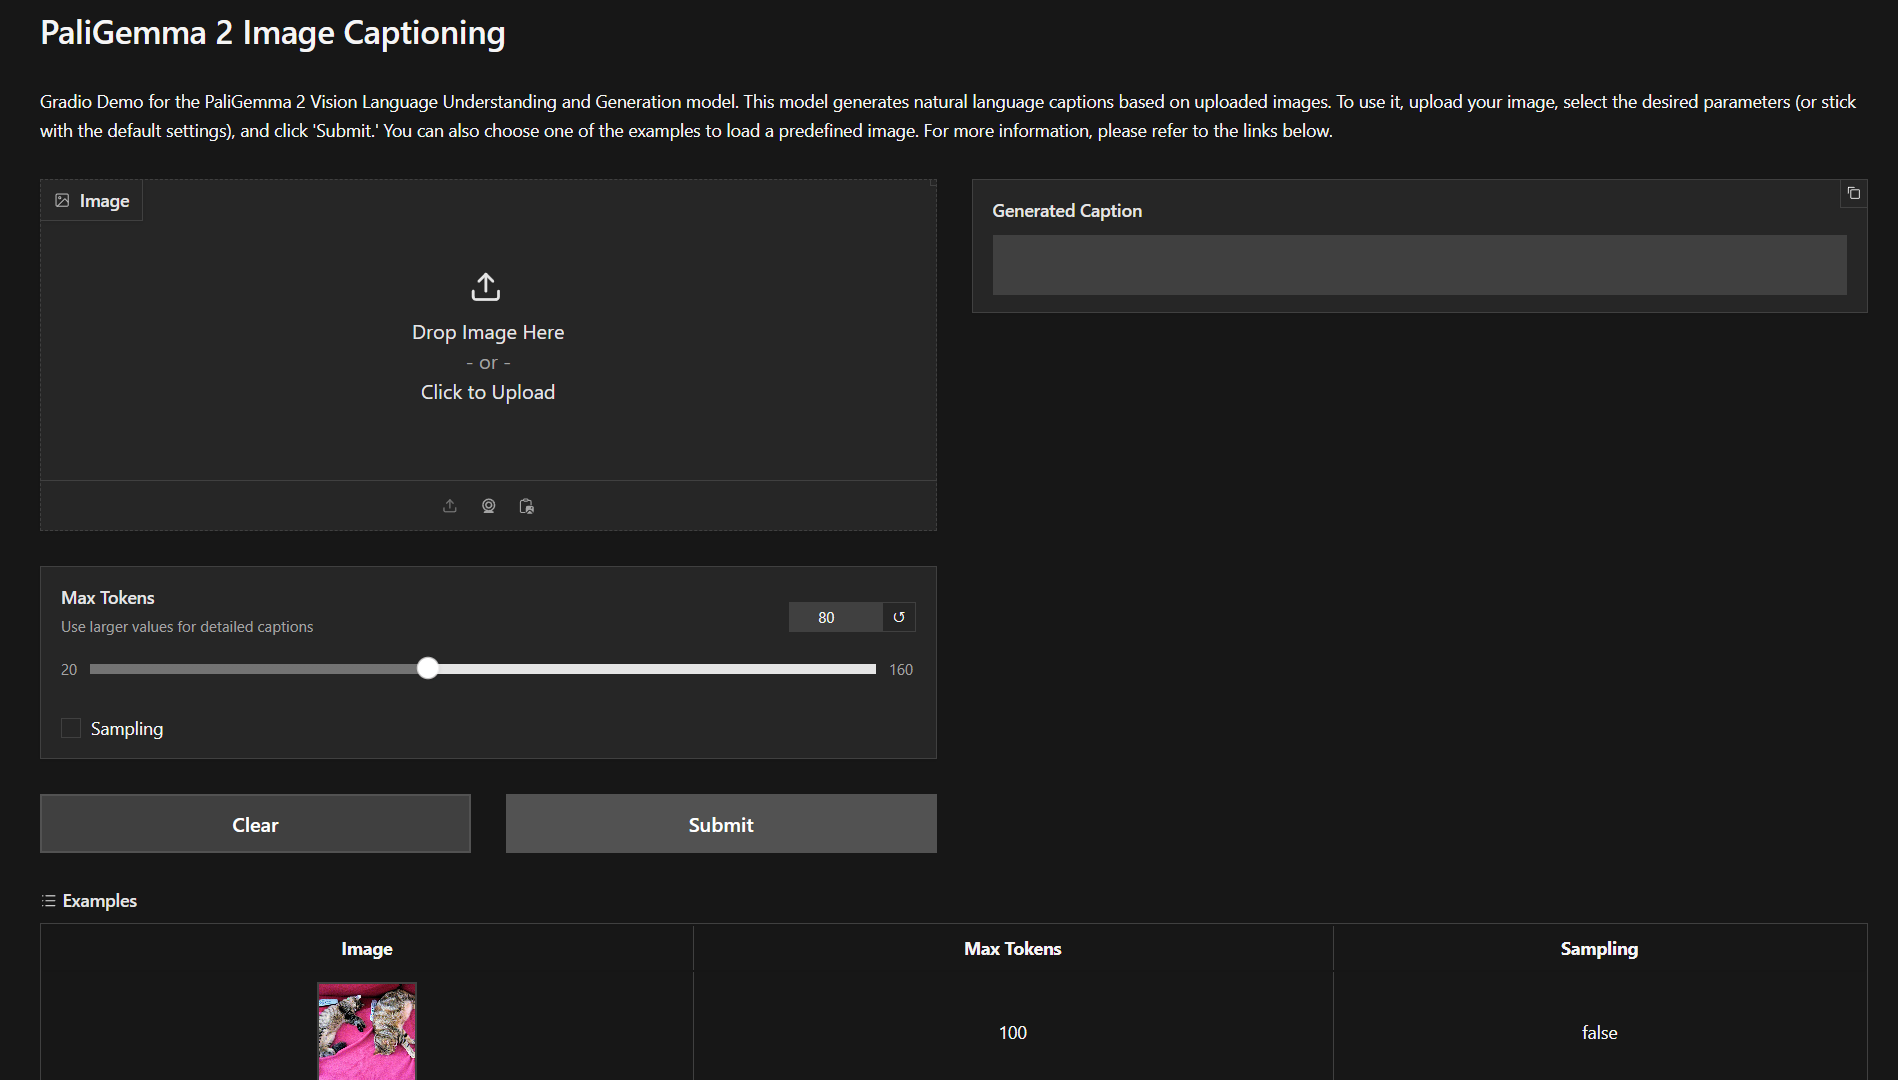 PaliGemma 2 Image Captioning
Gradio Demo for the PaliGemma 2 Vision Language Understanding and Generation model. This model generates natural language captions based on uploaded images. To use it, upload your image, select the desired parameters (or stick
with the default settings), and click 'Submit.' You can also choose one of the examples to load a predefined image. For more information, please refer to the links below.
Image
Drop Image Here
- or -
Click to Upload
Generated Caption
Max Tokens
Use larger values for detailed captions
80
20
160
Sampling
Clear
Submit
Examples
Image Max Tokens Sampling
100 false